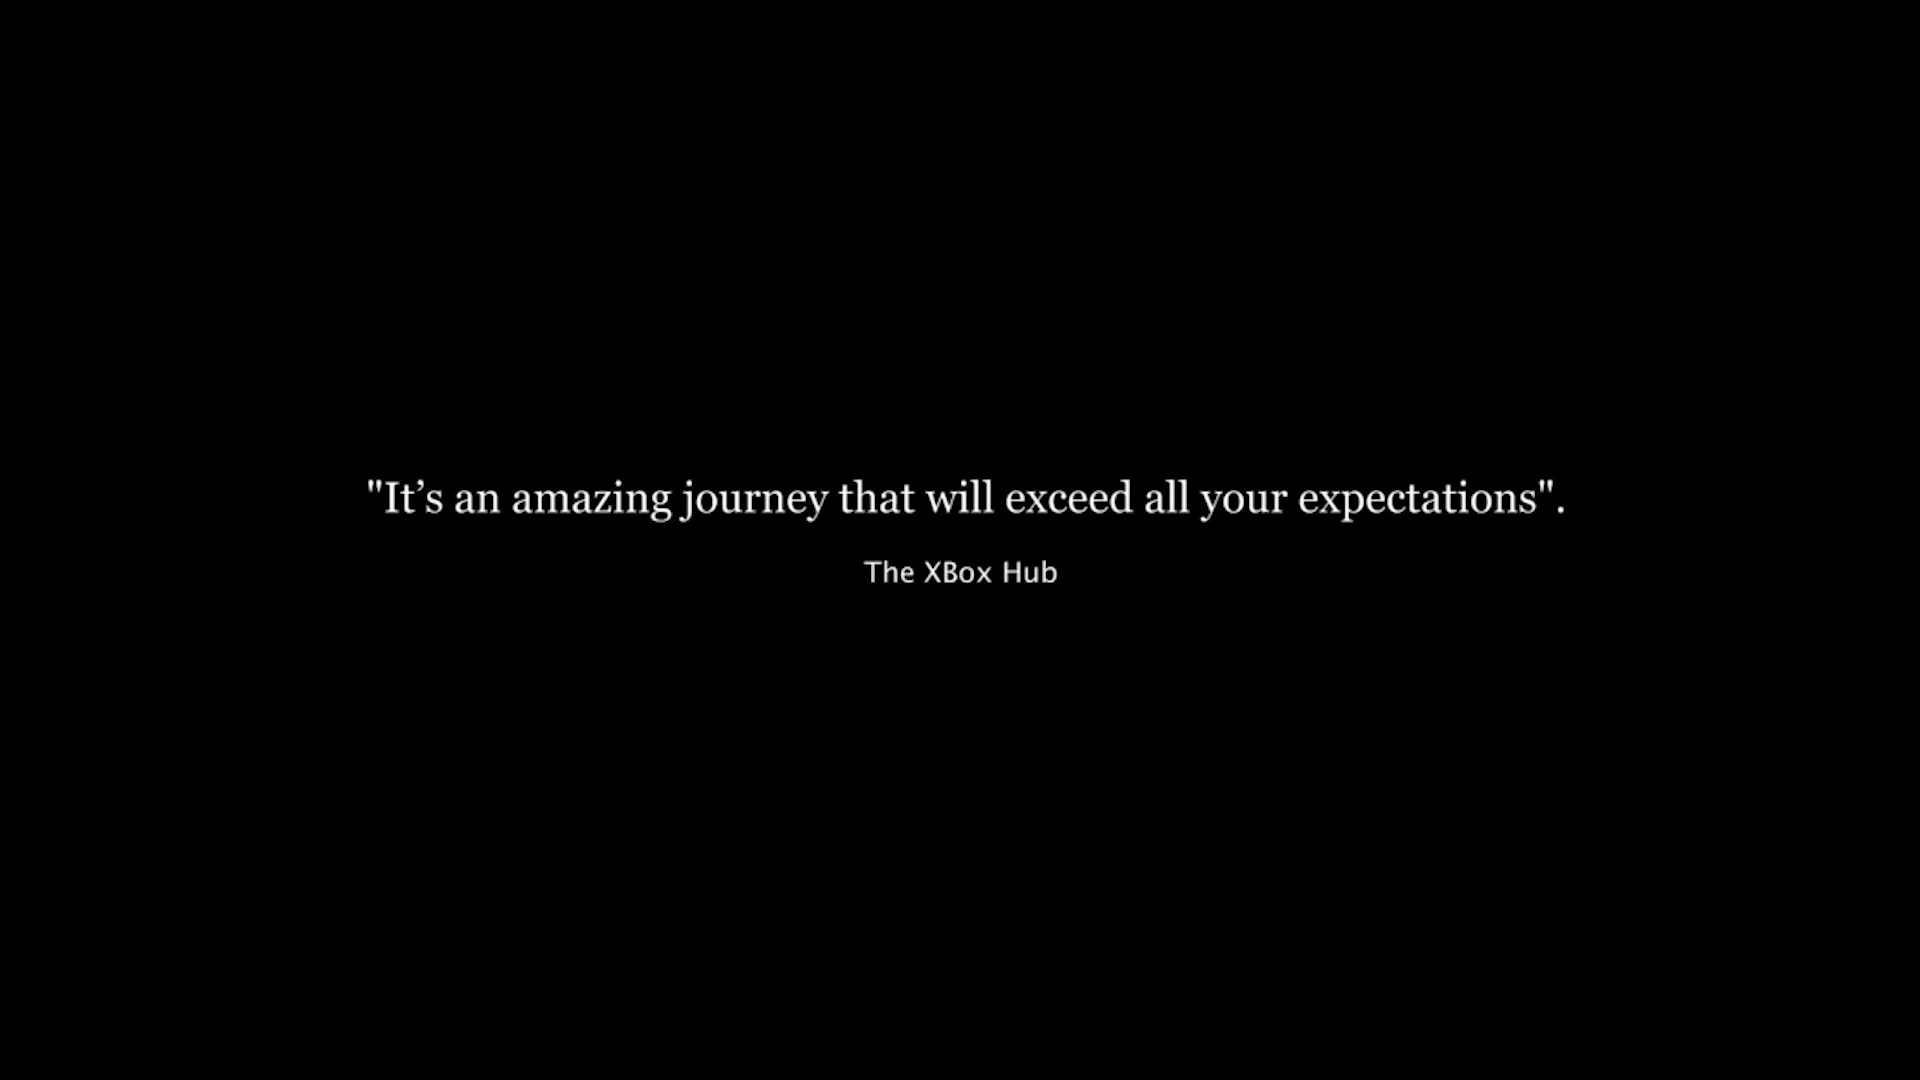 "It’s an amazing journey that will exceed all your expectations".
The XBox Hub